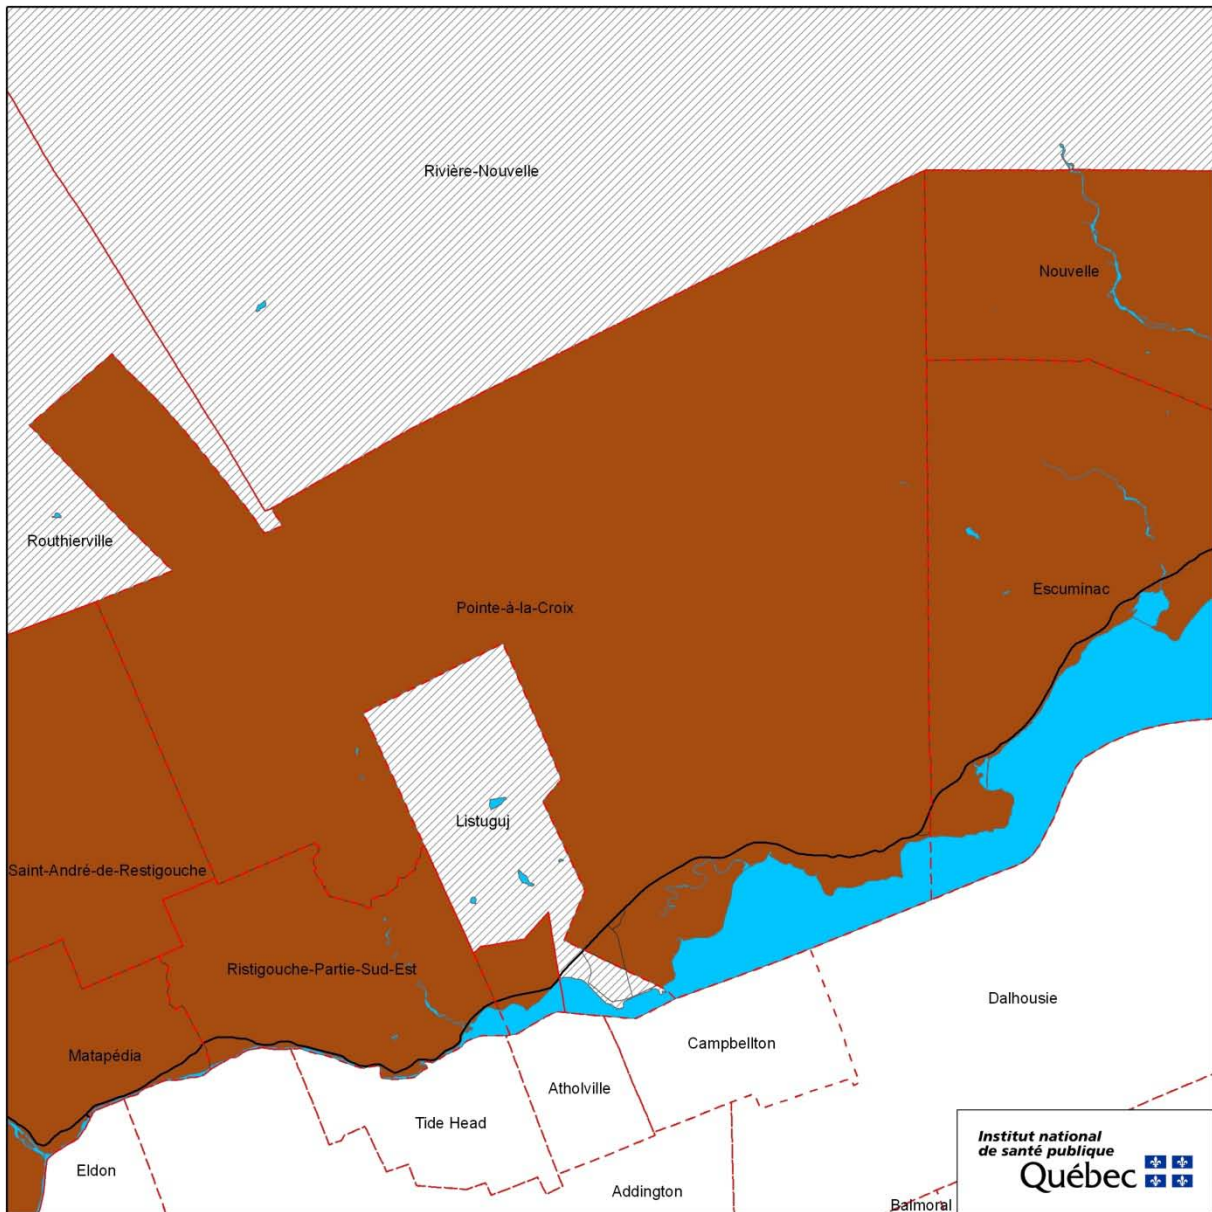 Rivière-Nouvelle
Nouvelle
Routhierville
Escuminac
Pointe-à-la-Croix
Listuguj
Saint-André-de-Restigouche
Ristigouche-Partie-Sud-Est
Dalhousie
Matapédia
Campbellton
Atholville
Tide Head
Eldon
Addington
Balmoral
Institut national
de santé publique
Québec